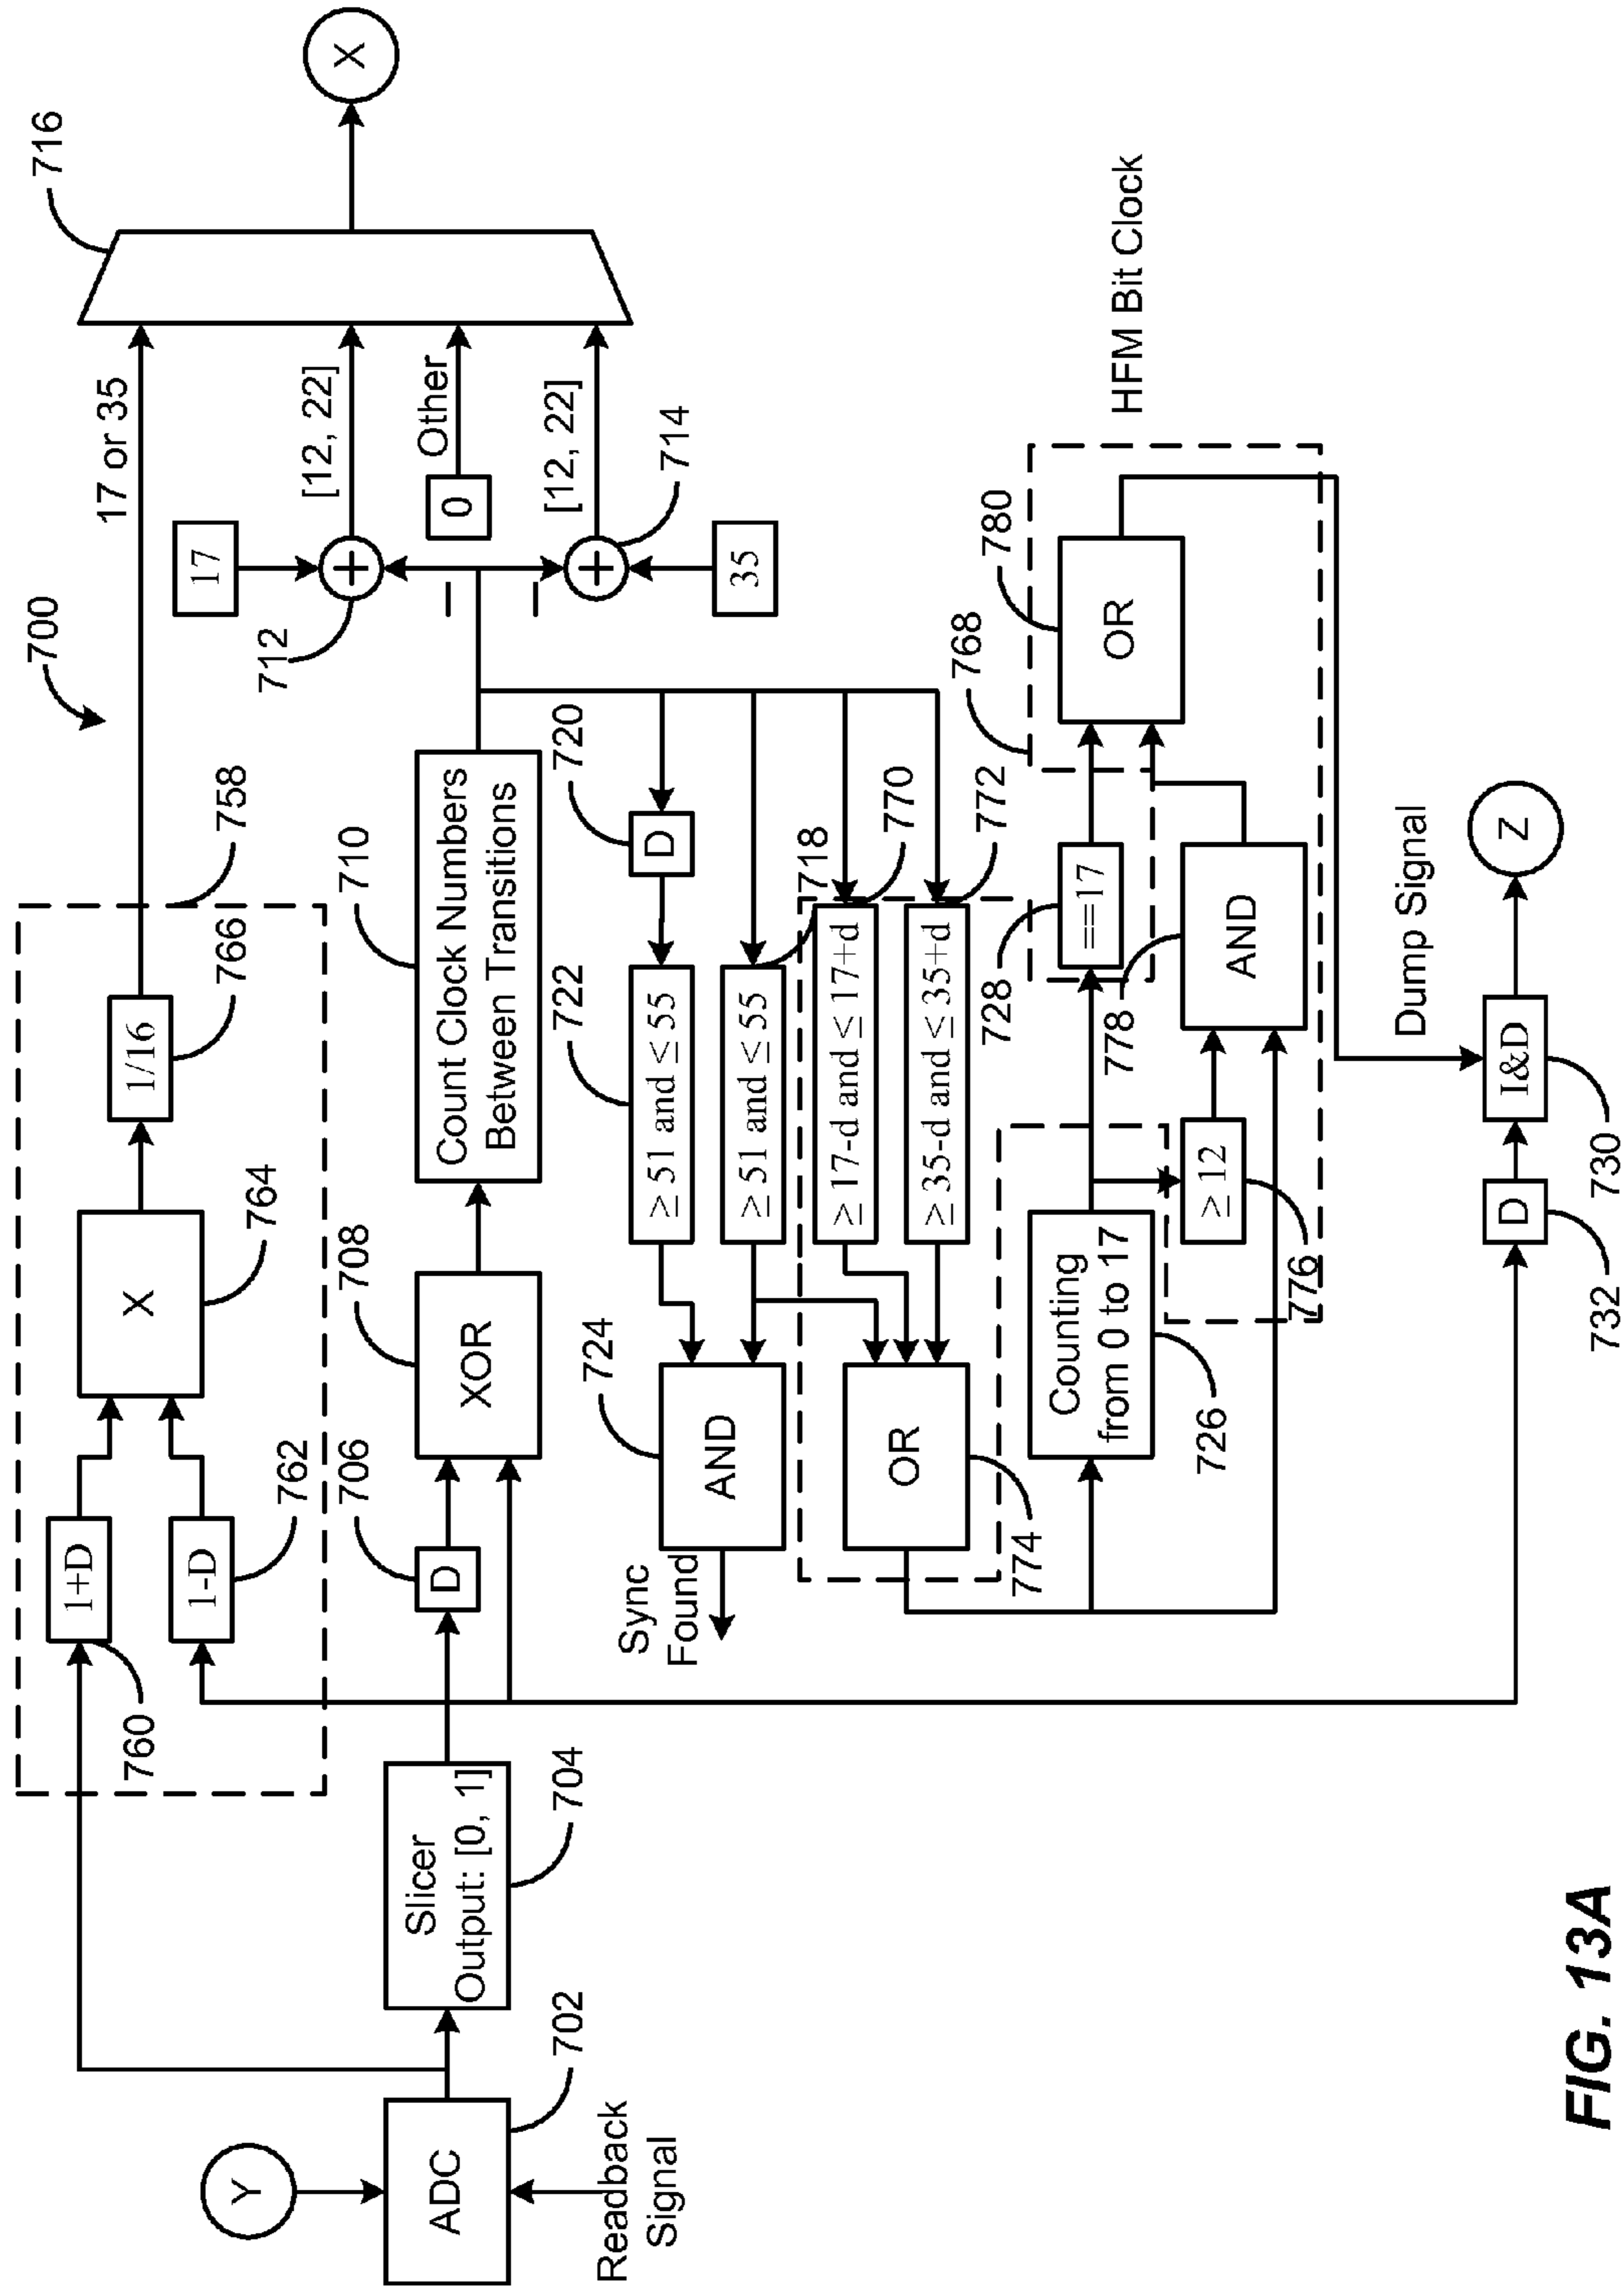 700
758
760
1+D
762
1-D
764
X
766
1/16
17 or 35
716
X
Y
ADC
702
Readback
Signal
Slicer
Output: [0, 1]
704
706
D
708
XOR
710
Count Clock Numbers
Between Transitions
17
712
+
[12, 22]
0
Other
[12, 22]
+
714
35
720
D
722
≥ 51 and ≤ 55
≥ 51 and ≤ 55
718
724
AND
Sync
Found
≥ 17-d and ≤ 17+d
770
≥ 35-d and ≤ 35+d
772
OR
774
768
Counting
from 0 to 17
726
728
==17
≥ 12
776
778
AND
780
OR
HFM Bit Clock
Dump Signal
D
732
I&D
730
Z
FIG. 13A